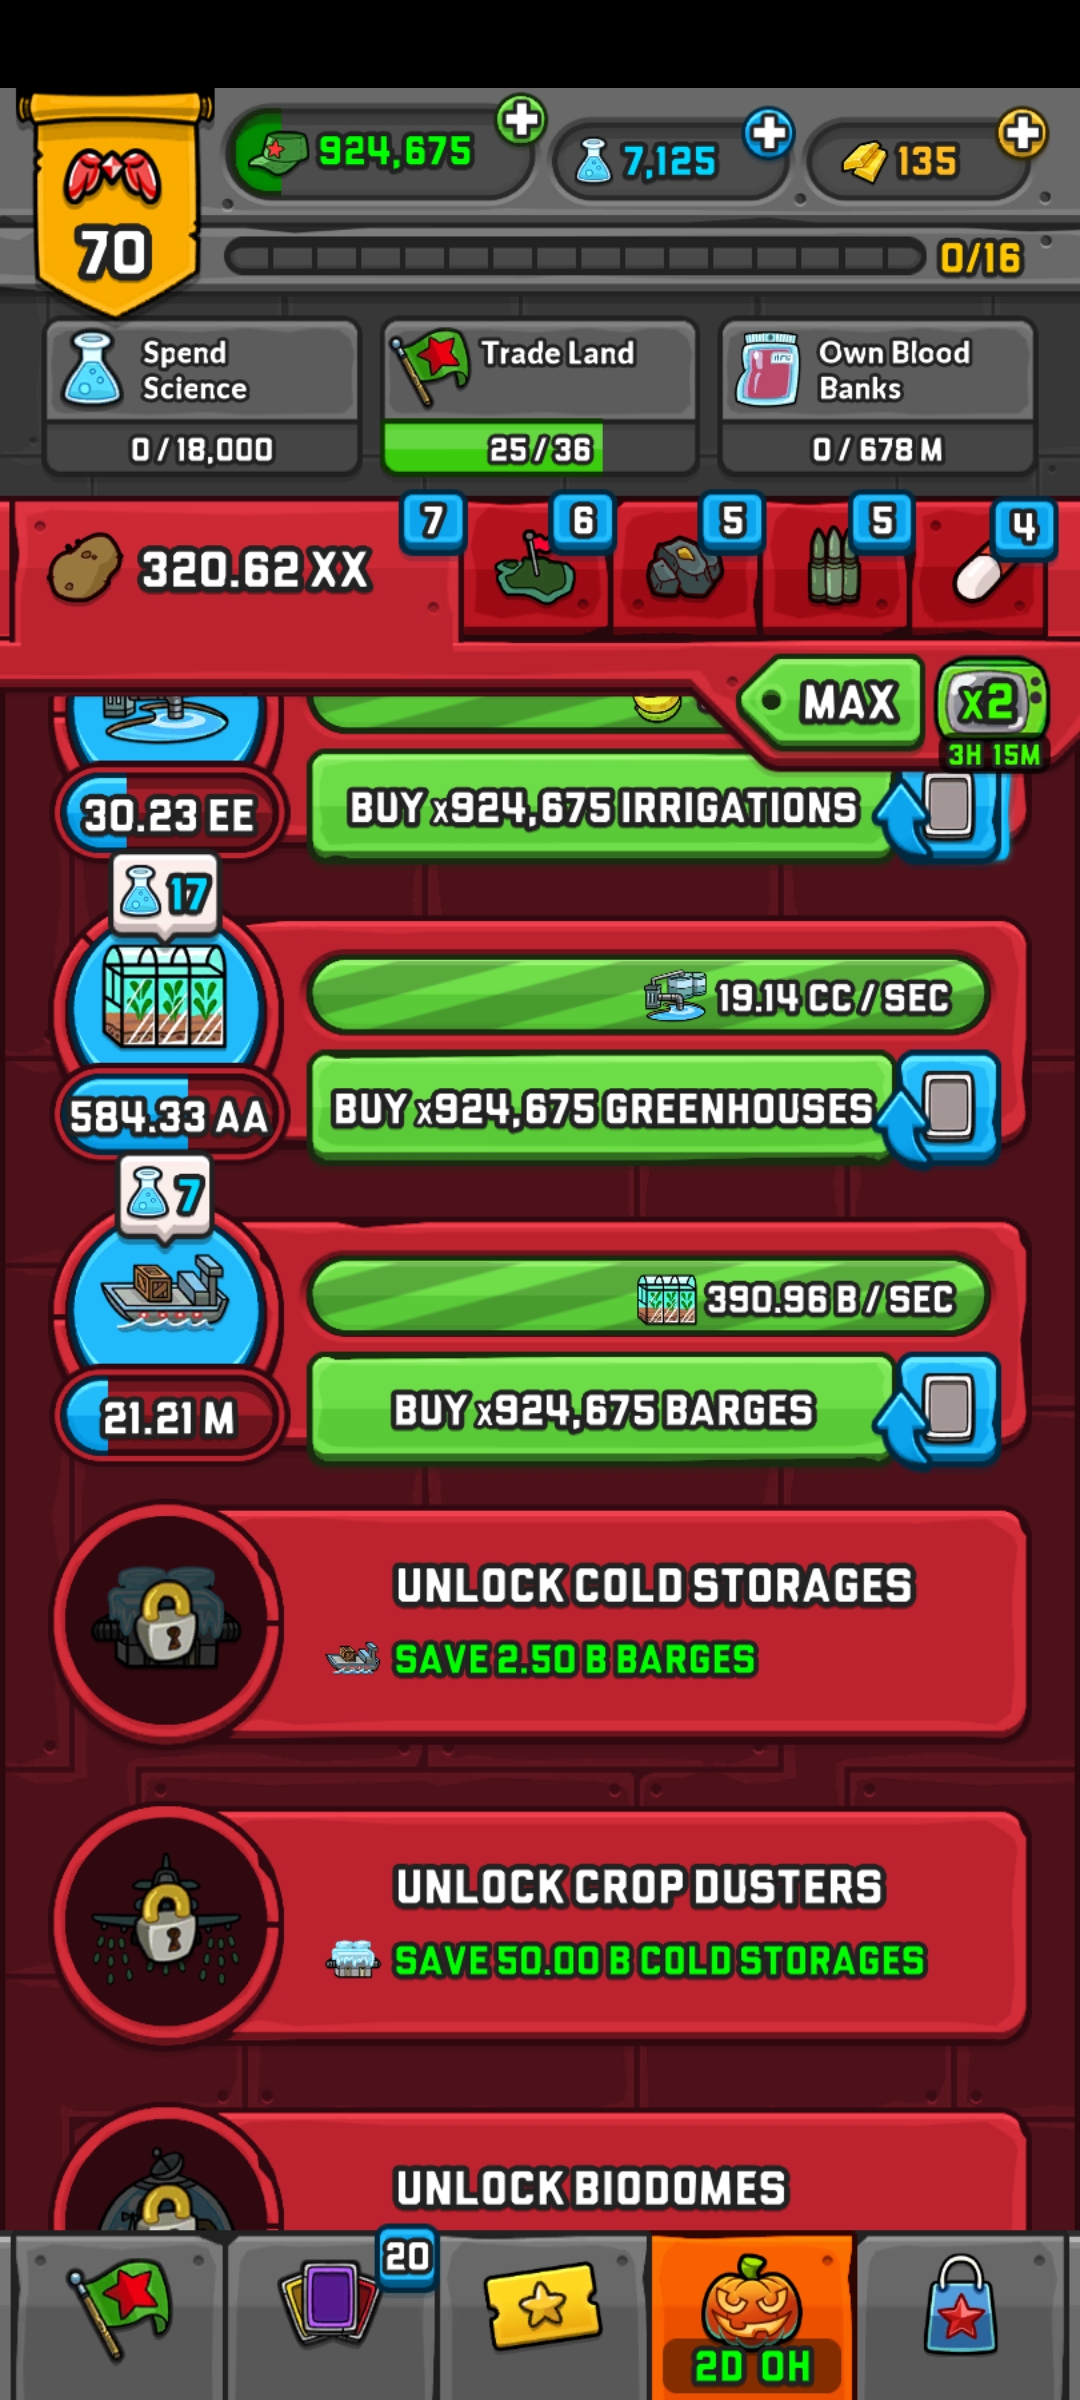 70
924,675
7,125
135
0/16
Spend
Science
0 / 18,000
Trade Land
25 / 36
Own Blood
Banks
0 / 678 M
320.62 XX
7
6
5
5
4
MAX
x2
3H 15M
30.23 EE
BUY x924,675 IRRIGATIONS
17
19.14 CC / SEC
584.33 AA
BUY x924,675 GREENHOUSES
7
390.96 B / SEC
21.21 M
BUY x924,675 BARGES
UNLOCK COLD STORAGES
SAVE 2.50 B BARGES
UNLOCK CROP DUSTERS
SAVE 50.00 B COLD STORAGES
UNLOCK BIODOMES
20
2D 0H